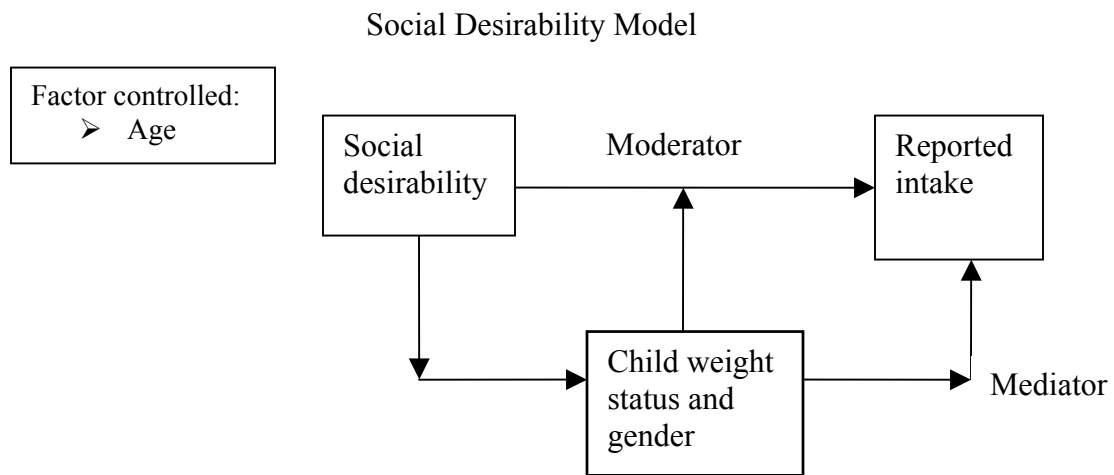 Social Desirability Model
Factor controlled:
➢ Age
Social
desirability
Moderator
Reported
intake
Child weight
status and
gender
Mediator